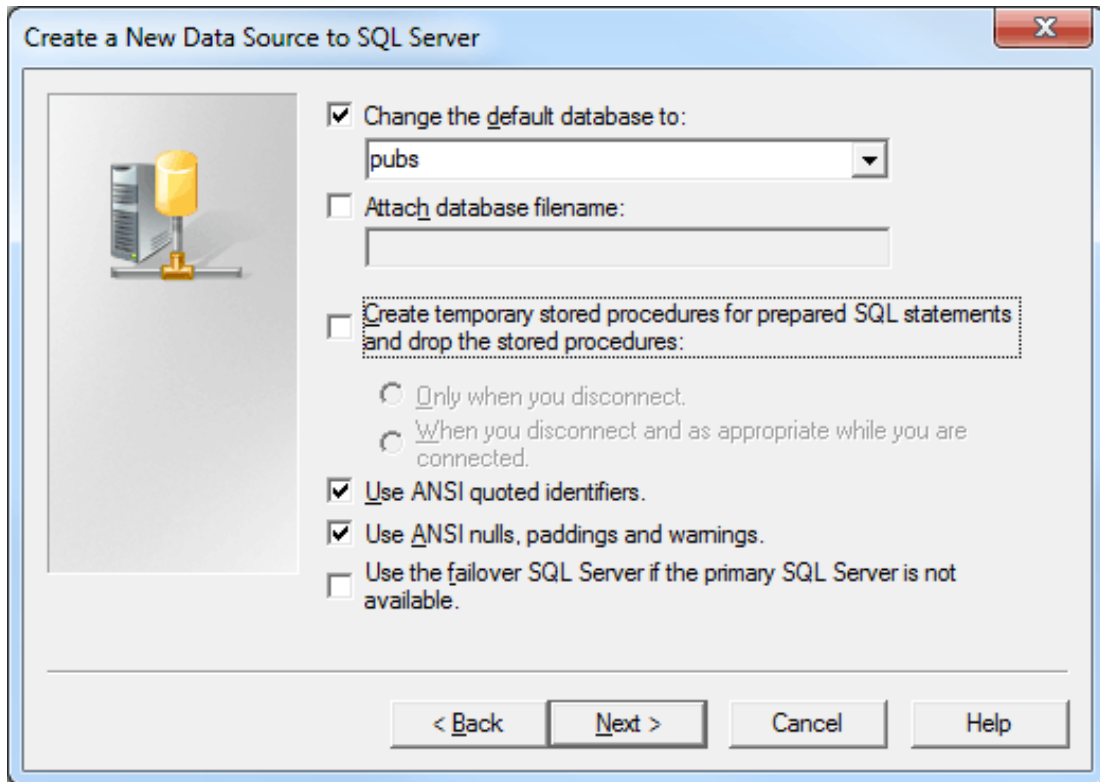 Create a New Data Source to SQL Server
Change the default database to:
pubs
Attach database filename:
Create temporary stored procedures for prepared SQL statements
and drop the stored procedures:
Only when you disconnect.
When you disconnect and as appropriate while you are
connected.
Use ANSI quoted identifiers.
Use ANSI nulls, paddings and warnings.
Use the failover SQL Server if the primary SQL Server is not
available.
< Back
Next >
Cancel
Help